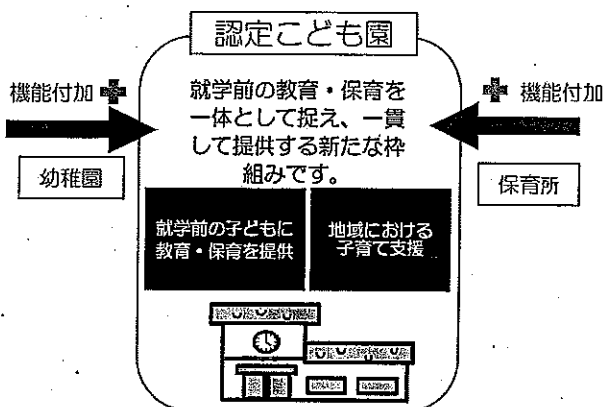 認定こども園
機能付加
幼稚園
就学前の教育・保育を
一体として捉え、一貫
して提供する新たな枠
組みです。
機能付加
保育所
就学前の子どもに
教育・保育を提供
地域における
子育て支援